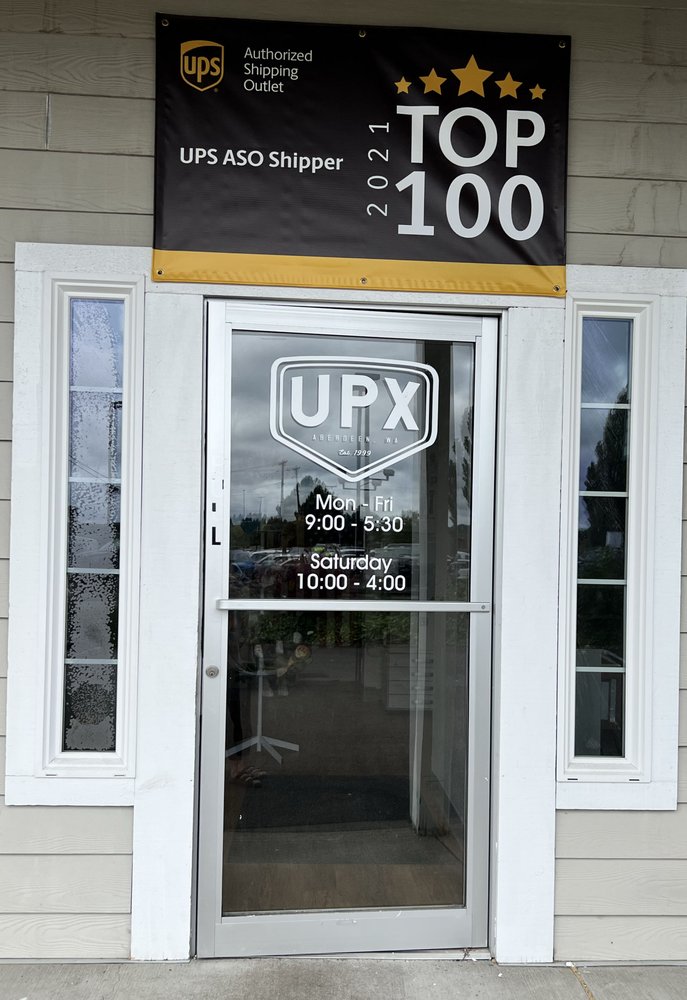 ups
Authorized
Shipping
Outlet
UPS ASO Shipper
2021
TOP
100
UPX
ABERDEEN, WA
Est. 1999
Mon - Fri
9:00 - 5:30
Saturday
10:00 - 4:00